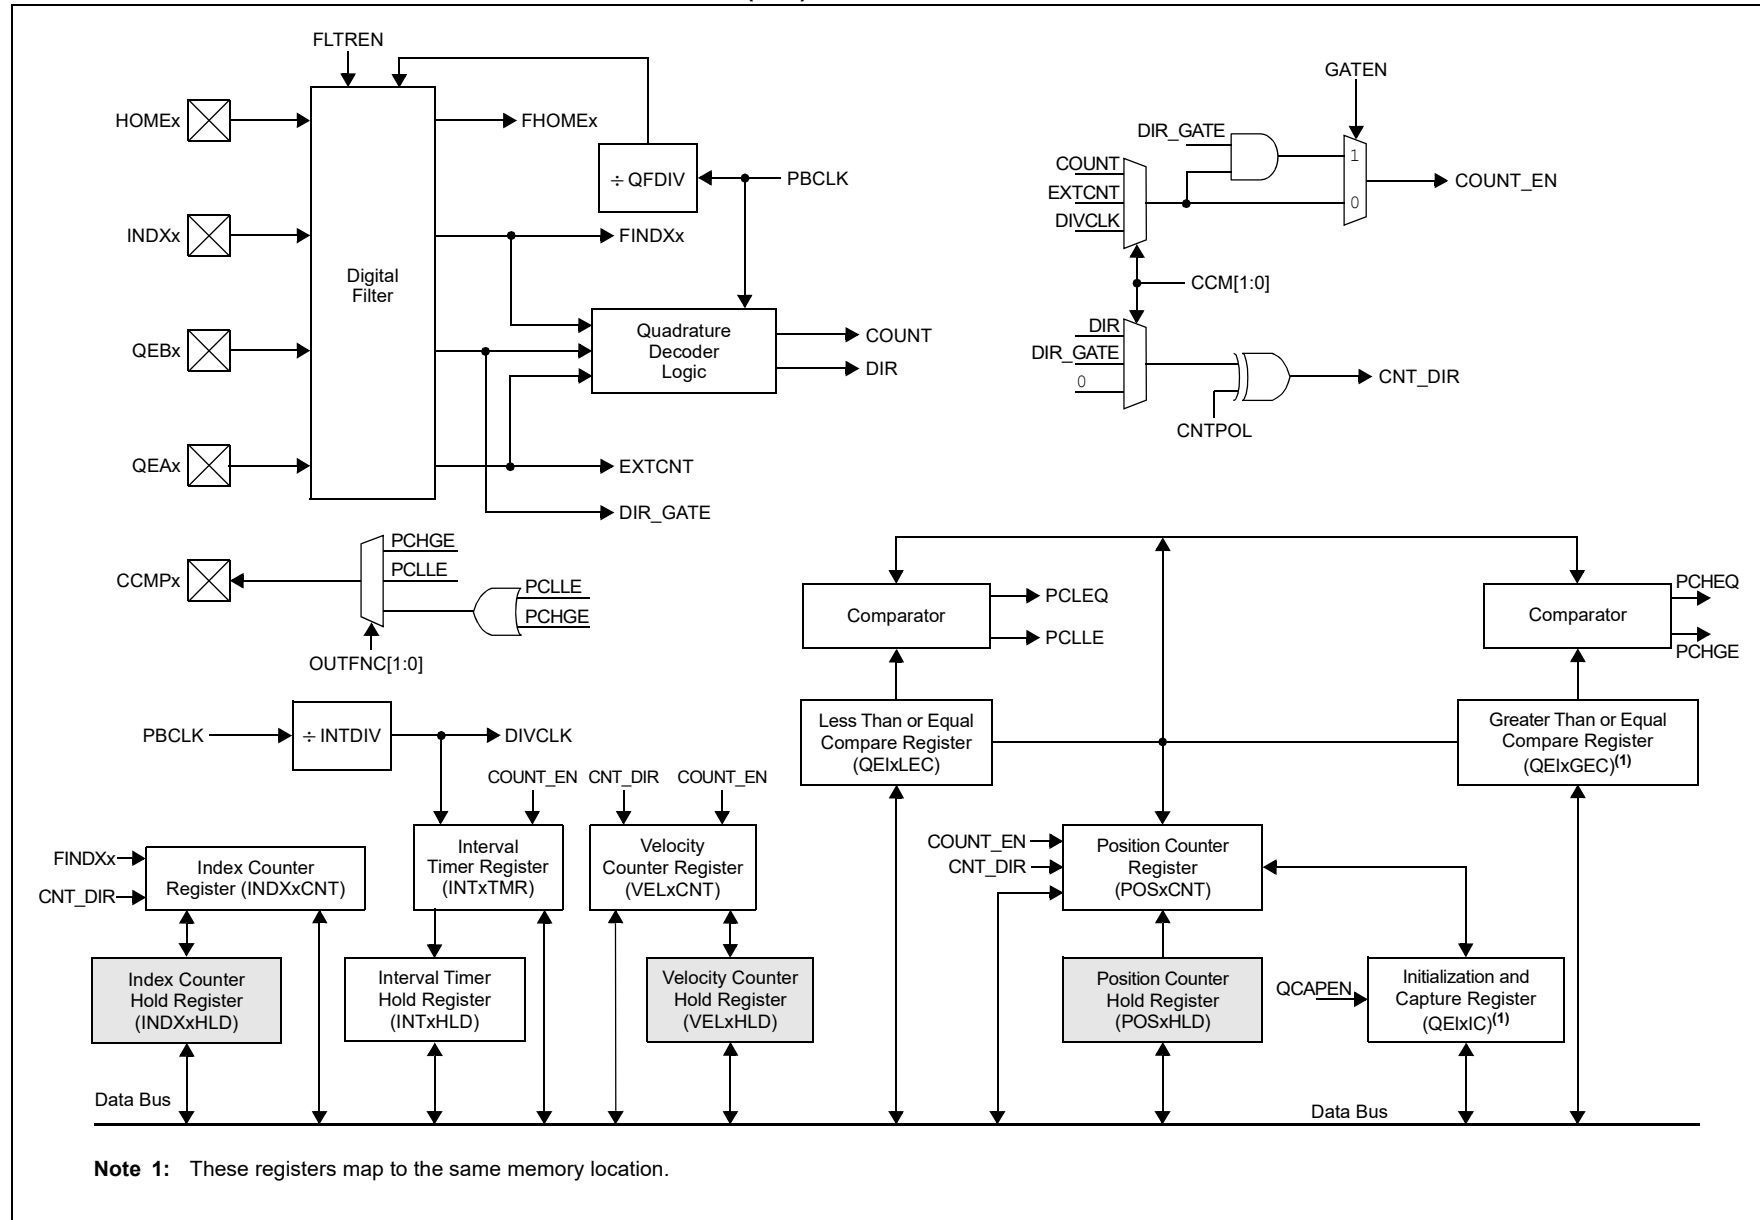 FLTREN
HOMEx
FHOMEx
÷ QFDIV
PBCLK
INDXx
FINDXx
Digital
Filter
QEBx
Quadrature
Decoder
Logic
COUNT
DIR
QEAx
EXTCNT
DIR_GATE
GATEN
DIR_GATE
COUNT
EXTCNT
DIVCLK
1
0
COUNT_EN
CCM[1:0]
DIR
DIR_GATE
0
CNTPOL
CNT_DIR
CCMPx
PCHGE
PCLLE
PCLLE
PCHGE
OUTFNC[1:0]
Comparator
PCLEQ
PCLLE
Comparator
PCHEQ
PCHGE
PBCLK
÷ INTDIV
DIVCLK
Less Than or Equal
Compare Register
(QEIxLEC)
Greater Than or Equal
Compare Register
(QEIxGEC)(1)
COUNT_EN
CNT_DIR
COUNT_EN
FINDXx
CNT_DIR
Index Counter
Register (INDXxCNT)
Interval
Timer Register
(INTxTMR)
Velocity
Counter Register
(VELxCNT)
COUNT_EN
CNT_DIR
Position Counter
Register
(POSxCNT)
Index Counter
Hold Register
(INDXxHLD)
Interval Timer
Hold Register
(INTxHLD)
Velocity Counter
Hold Register
(VELxHLD)
Position Counter
Hold Register
(POSxHLD)
QCAPEN
Initialization and
Capture Register
(QEIxIC)(1)
Data Bus
Data Bus
Note 1: These registers map to the same memory location.